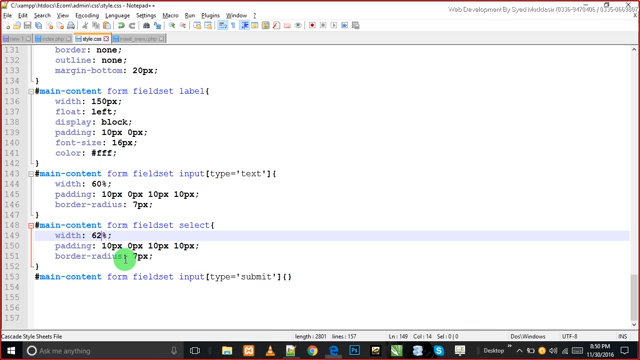 C:\xampp\htdocs\Ecom\admin\css\style.css - Notepad++
Web Development By Syed Muddasir
File Edit Search View Encoding Language Settings Macro Run Plugins Window ?
index.php style.css insert_menu.php
131 border: none;
132 outline: none;
133 margin-bottom: 20px;
134 }
135 #main-content form fieldset label{
136 width: 150px;
137 float: left;
138 display: block;
139 padding: 10px 0px;
140 font-size: 16px;
141 color: #fff;
142 }
143 #main-content form fieldset input[type='text']{
144 width: 60%;
145 padding: 10px 0px 10px 10px;
146 border-radius: 7px;
147 }
148 #main-content form fieldset select{
149 width: 62%;
150 padding: 10px 0px 10px 10px;
151 border-radius: 7px;
152 }
153 #main-content form fieldset input[type='submit']{}
154
155
156
157
Cascade Style Sheets File length : 2801 lines : 157 Ln : 149 Col : 14 Sel : 0 | 0 Dos\Windows UTF-8 INS
Ask me anything
Desktop
8:50 PM
11/30/2016